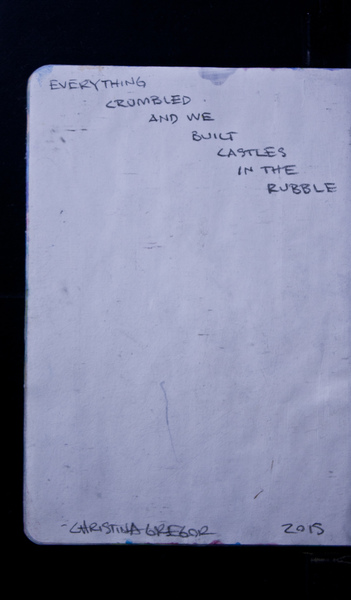 EVERYTHING
CRUMBLED
AND WE
BUILT
CASTLES
IN THE
RUBBLE
- CHRISTINA GREGOR 2015